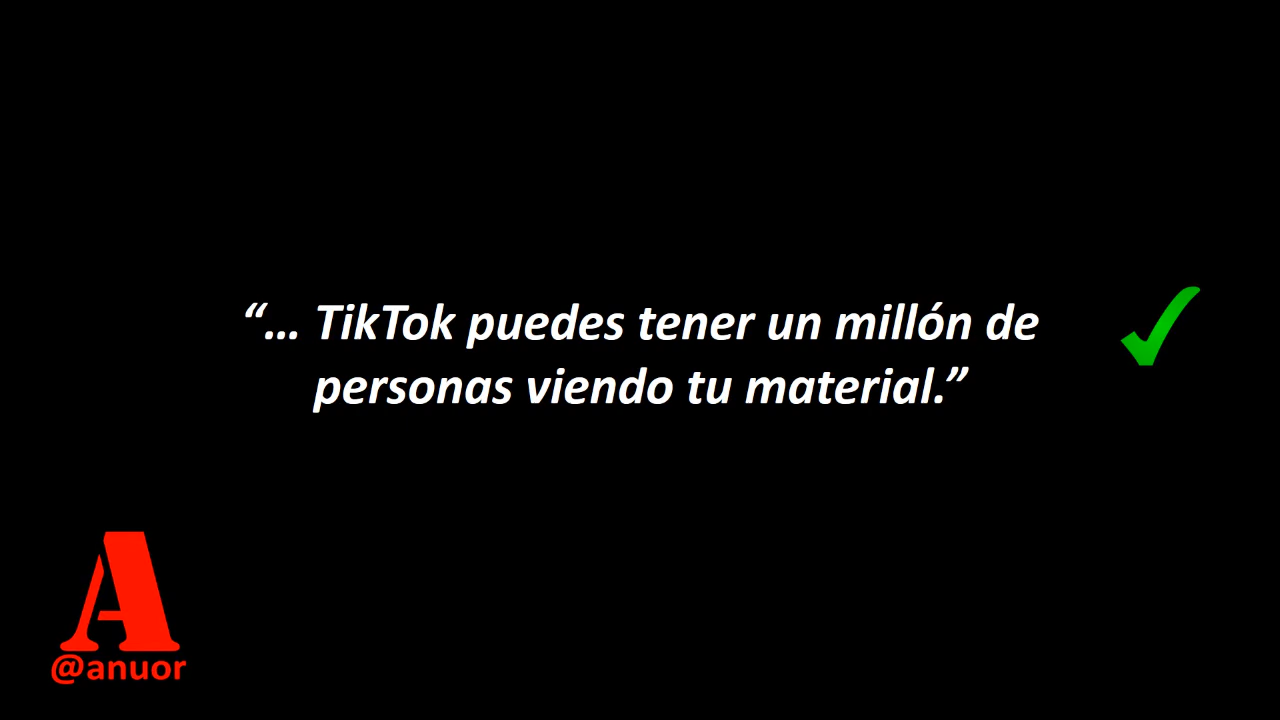 “... TikTok puedes tener un millón de
personas viendo tu material.”
A
@anuor